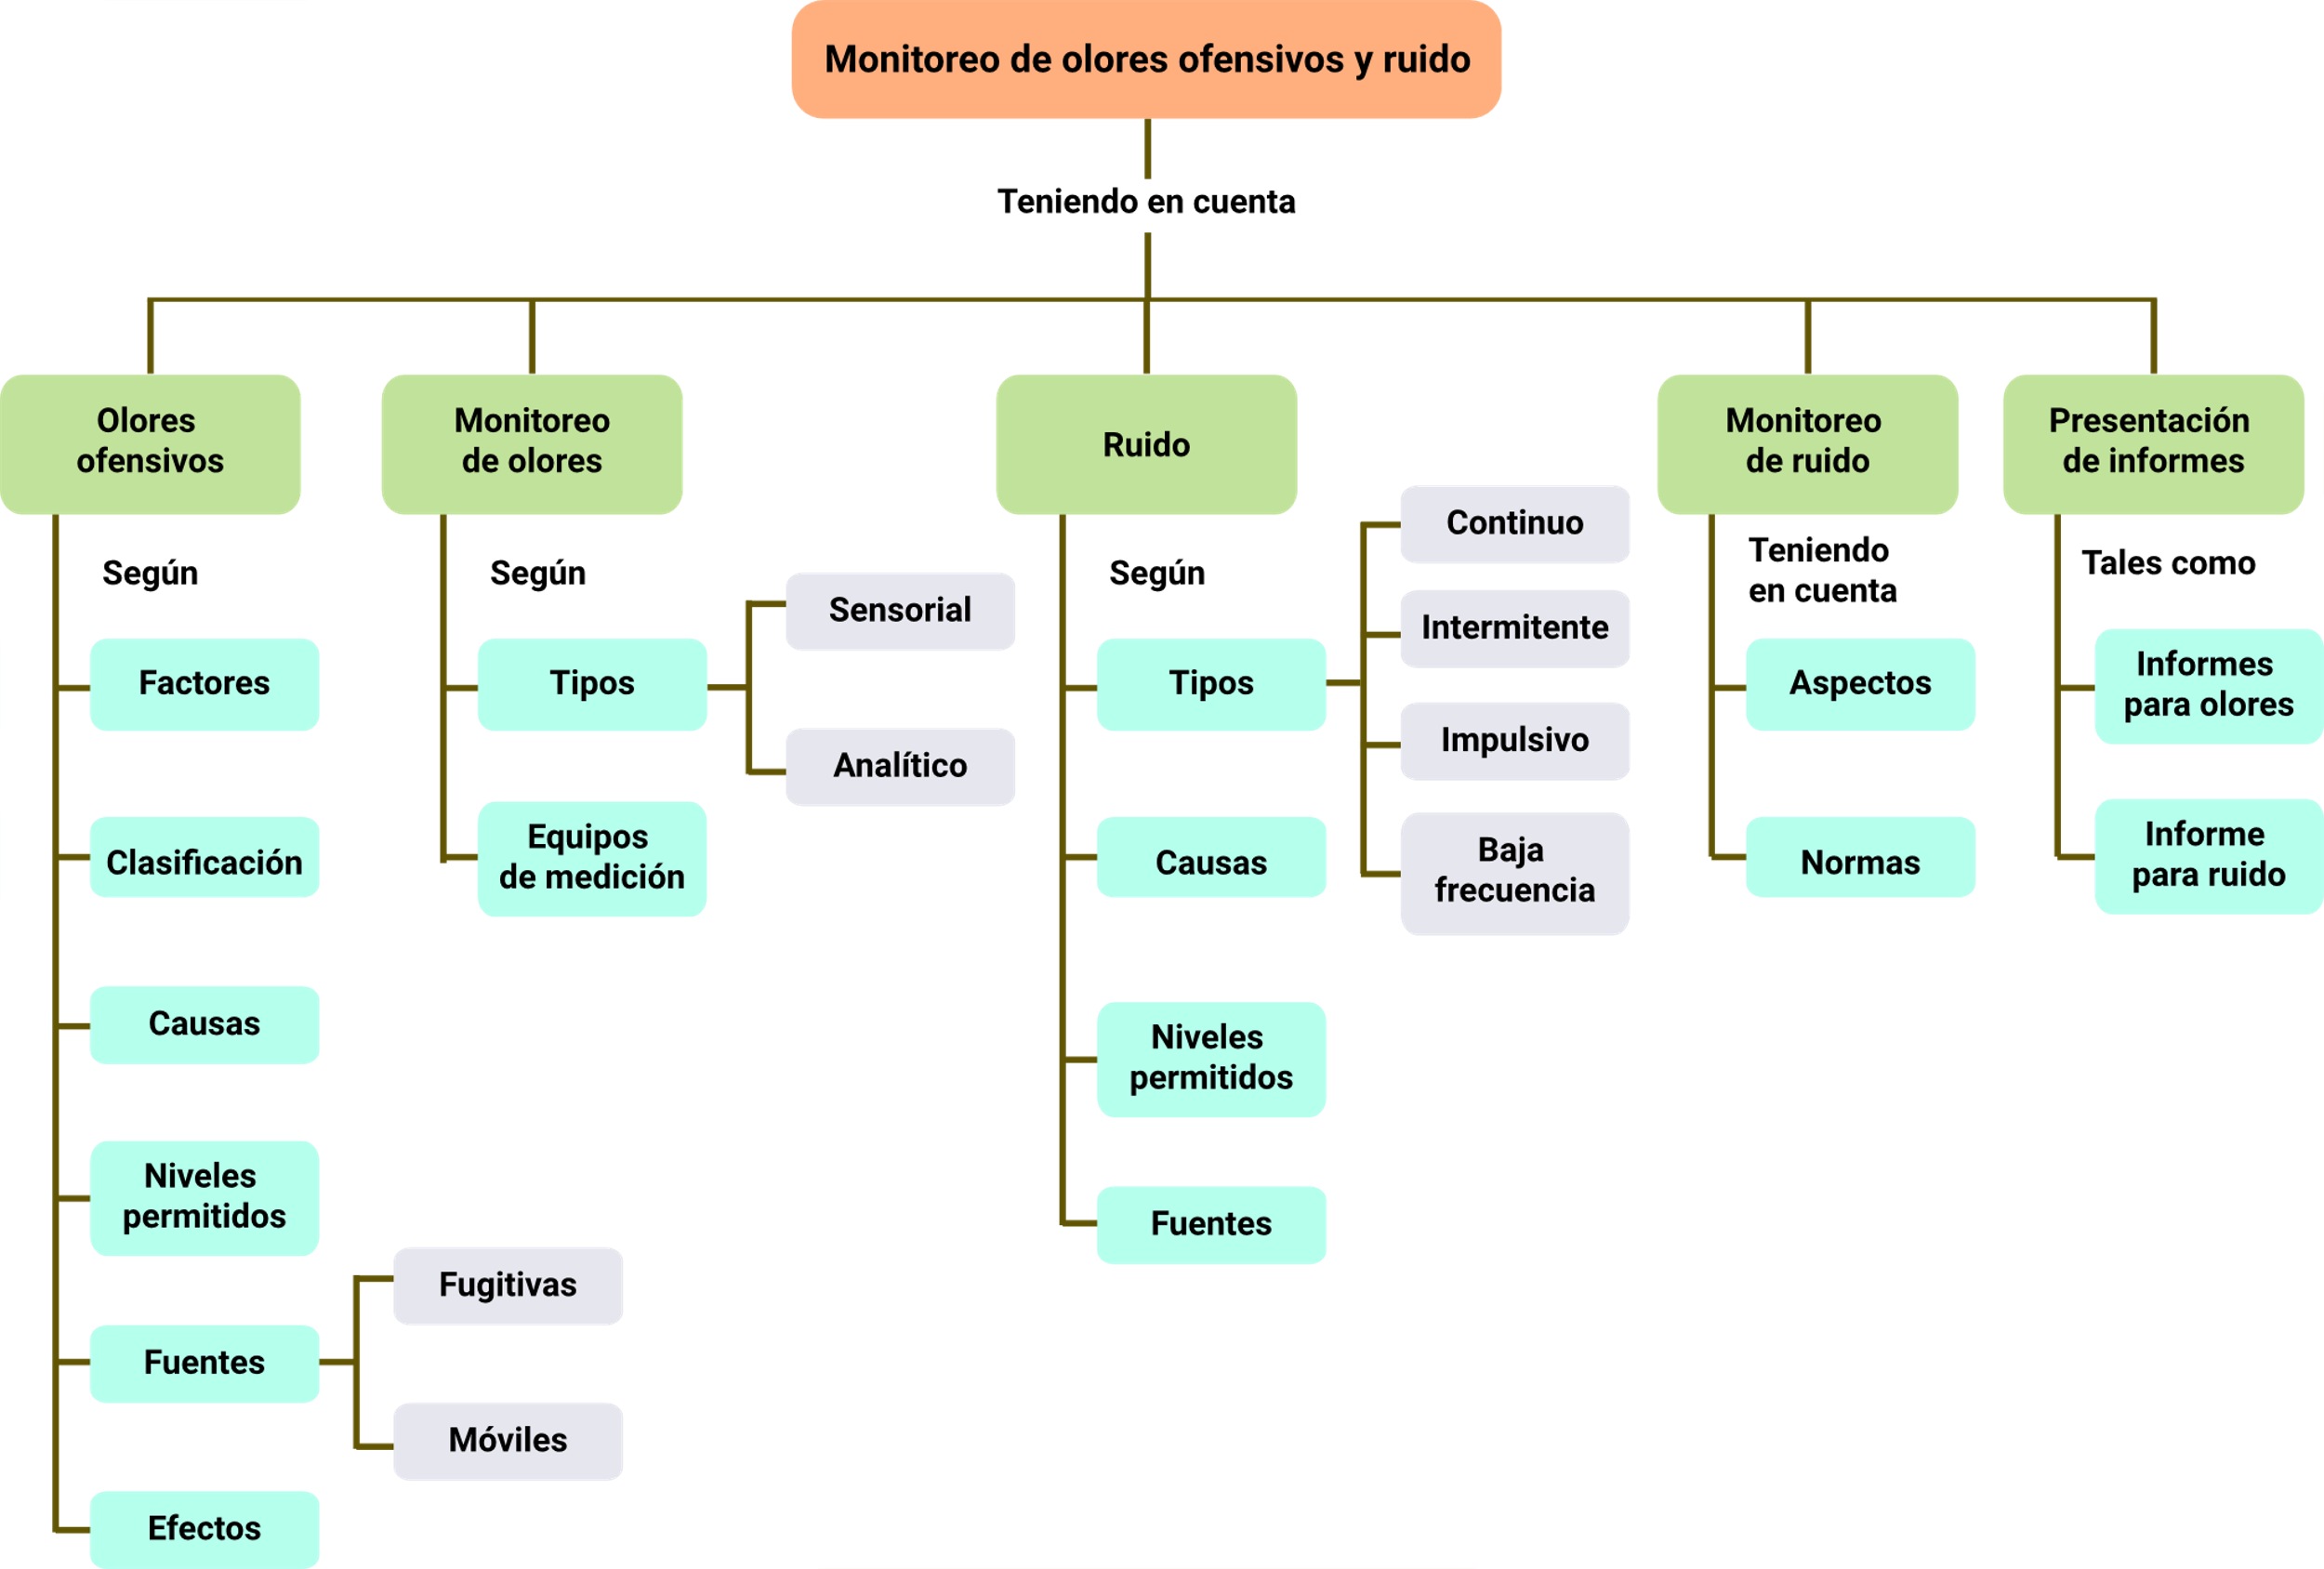 Monitoreo de olores ofensivos y ruido
Teniendo en cuenta
Olores
ofensivos
Según
Factores
Clasificación
Causas
Niveles
permitidos
Fuentes
Fugitivas
Móviles
Efectos
Monitoreo
de olores
Según
Tipos
Sensorial
Analítico
Equipos
de medición
Ruido
Según
Tipos
Continuo
Intermitente
Impulsivo
Baja
frecuencia
Causas
Niveles
permitidos
Fuentes
Monitoreo
de ruido
Teniendo
en cuenta
Aspectos
Normas
Presentación
de informes
Tales como
Informes
para olores
Informe
para ruido